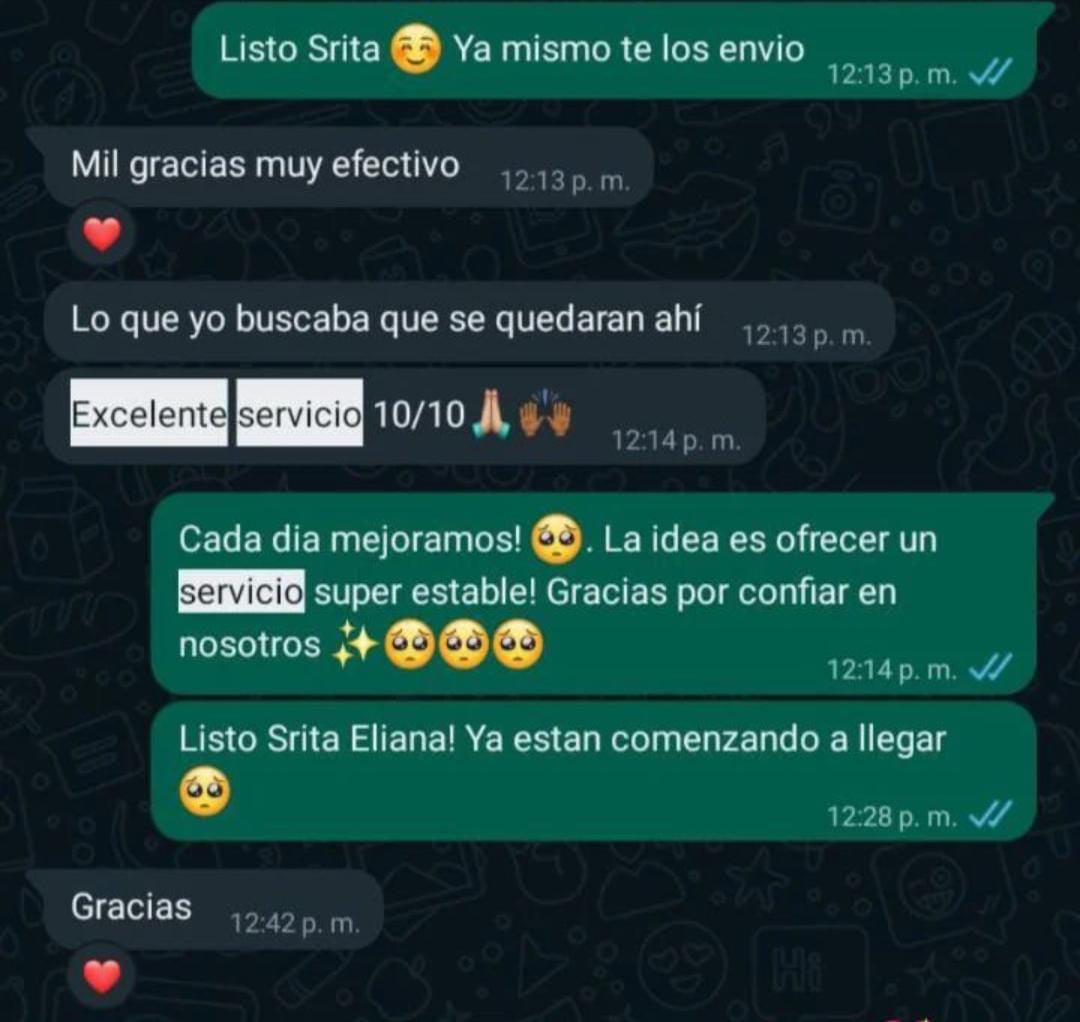 Listo Srita ☺️ Ya mismo te los envio
12:13 p. m.
Mil gracias muy efectivo
12:13 p. m.
Lo que yo buscaba que se quedaran ahí
12:13 p. m.
Excelente servicio 10/10🙏🏼🙌🏾
12:14 p. m.
Cada dia mejoramos! 🥺. La idea es ofrecer un
servicio super estable! Gracias por confiar en
nosotros ✨🥺🥺🥺
12:14 p. m.
Listo Srita Eliana! Ya estan comenzando a llegar
🥺
12:28 p. m.
Gracias
12:42 p. m.